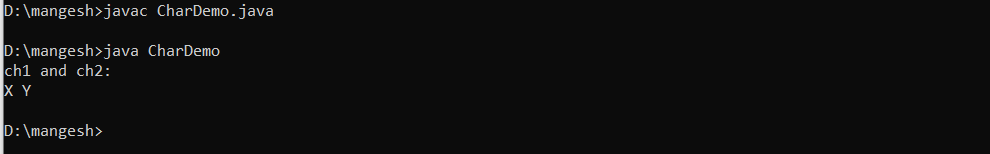 D:\mangesh>javac CharDemo.java
D:\mangesh>java CharDemo
ch1 and ch2:
X Y
D:\mangesh>